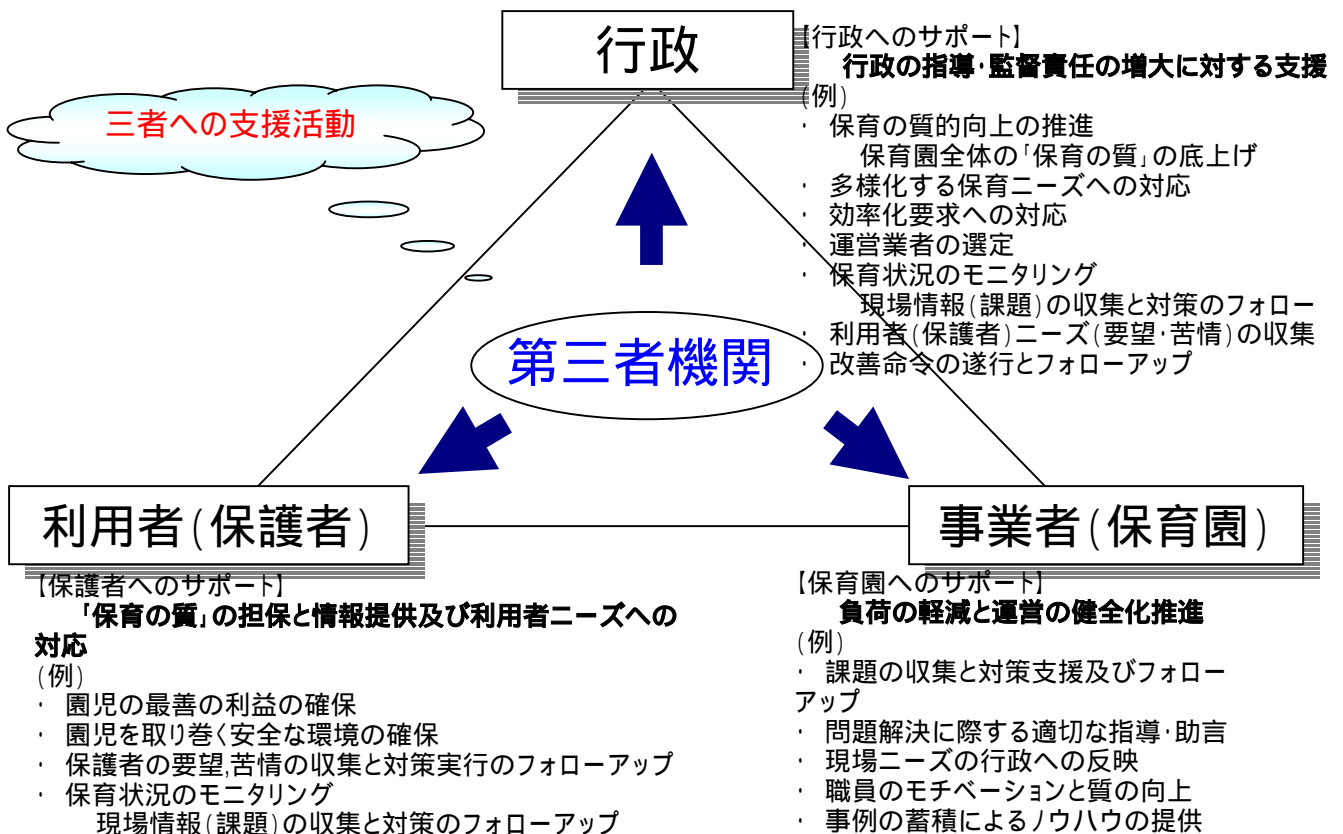 行政
【行政へのサポート】
行政の指導・監督責任の増大に対する支援
(例)
・ 保育の質的向上の推進
保育園全体の「保育の質」の底上げ
・ 多様化する保育ニーズへの対応
・ 効率化要求への対応
・ 運営業者の選定
・ 保育状況のモニタリング
現場情報(課題)の収集と対策のフォロー
・ 利用者(保護者)ニーズ(要望・苦情)の収集
・ 改善命令の遂行とフォローアップ
三者への支援活動
第三者機関
利用者(保護者)
【保護者へのサポート】
「保育の質」の担保と情報提供及び利用者ニーズへの
対応
(例)
・ 園児の最善の利益の確保
・ 園児を取り巻く安全な環境の確保
・ 保護者の要望,苦情の収集と対策実行のフォローアップ
・ 保育状況のモニタリング
現場情報(課題)の収集と対策のフォローアップ
事業者(保育園)
【保育園へのサポート】
負荷の軽減と運営の健全化推進
(例)
・ 課題の収集と対策支援及びフォロー
アップ
・ 問題解決に際する適切な指導・助言
・ 現場ニーズの行政への反映
・ 職員のモチベーションと質の向上
・ 事例の蓄積によるノウハウの提供